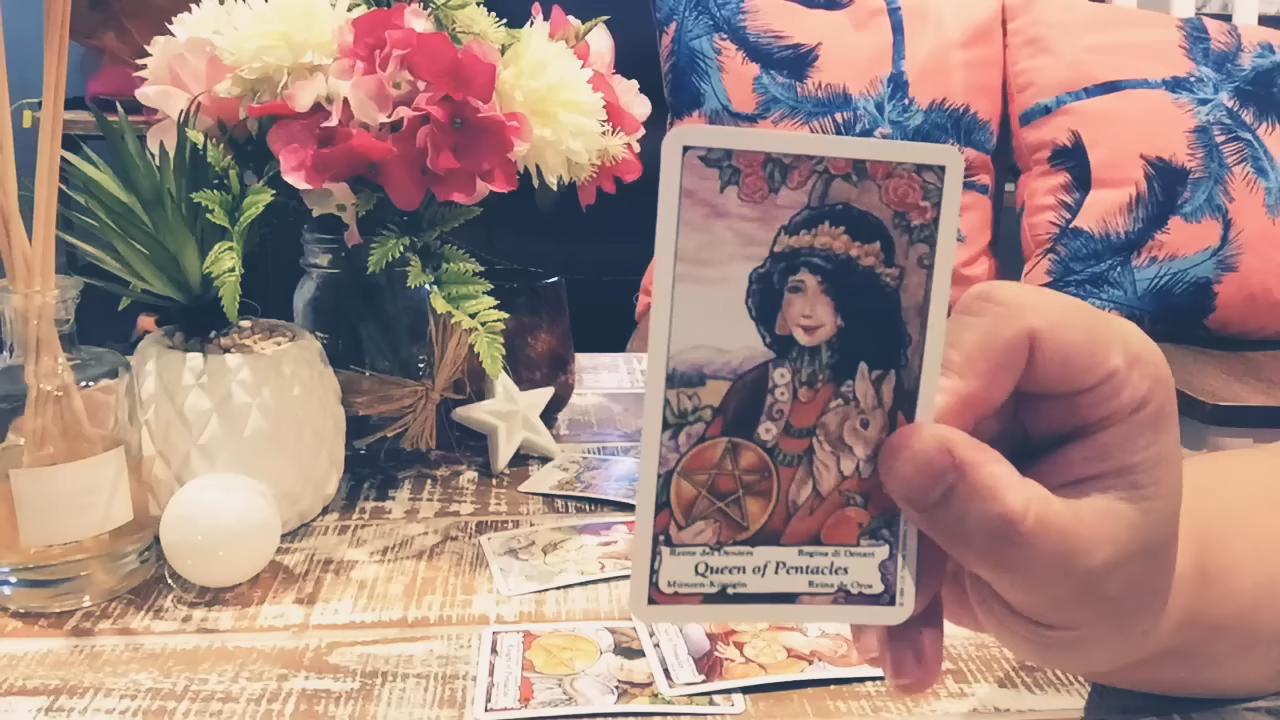 Reine des Deniers Regina di Denari
Queen of Pentacles
Münzen-Königin Reina de Oros